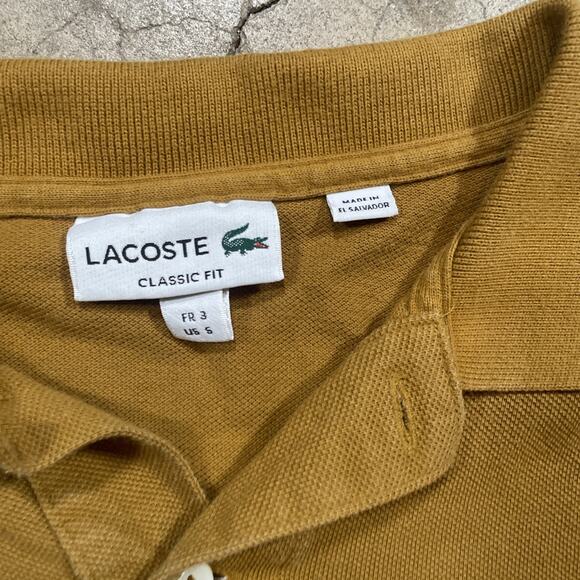 LACOSTE
CLASSIC FIT
FR 3
US S
MADE IN
EL SALVADOR